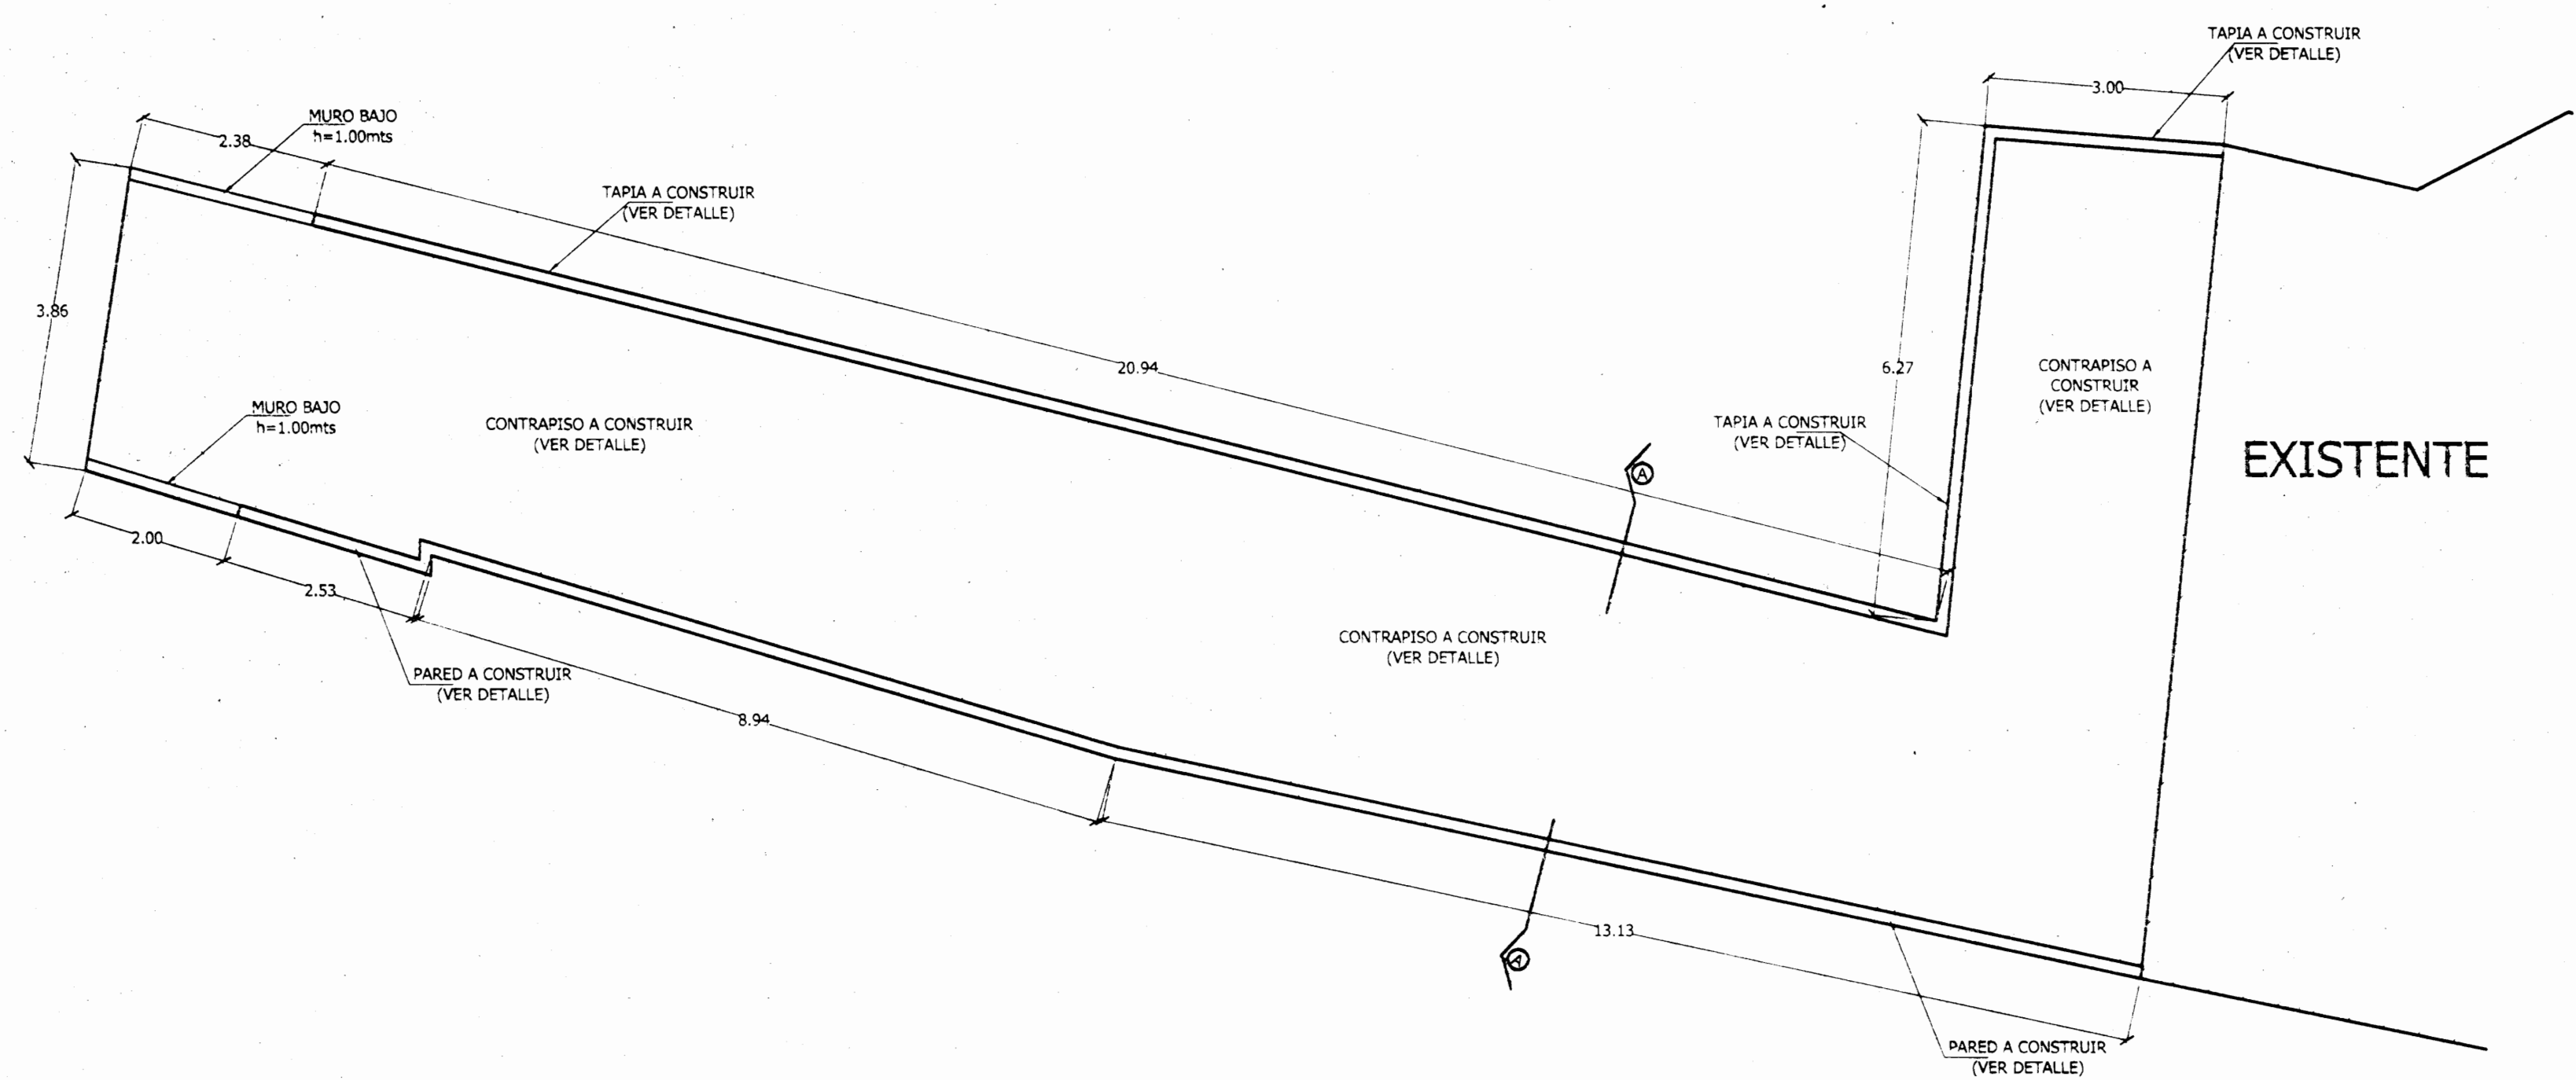 TAPIA A CONSTRUIR
(VER DETALLE)
3.00
MURO BAJO
h=1.00mts
2.38
TAPIA A CONSTRUIR
(VER DETALLE)
3.86
20.94
6.27
CONTRAPISO A
CONSTRUIR
(VER DETALLE)
MURO BAJO
h=1.00mts
CONTRAPISO A CONSTRUIR
(VER DETALLE)
TAPIA A CONSTRUIR
(VER DETALLE)
EXISTENTE
A
2.00
2.53
CONTRAPISO A CONSTRUIR
(VER DETALLE)
PARED A CONSTRUIR
(VER DETALLE)
8.94
13.13
A
PARED A CONSTRUIR
(VER DETALLE)